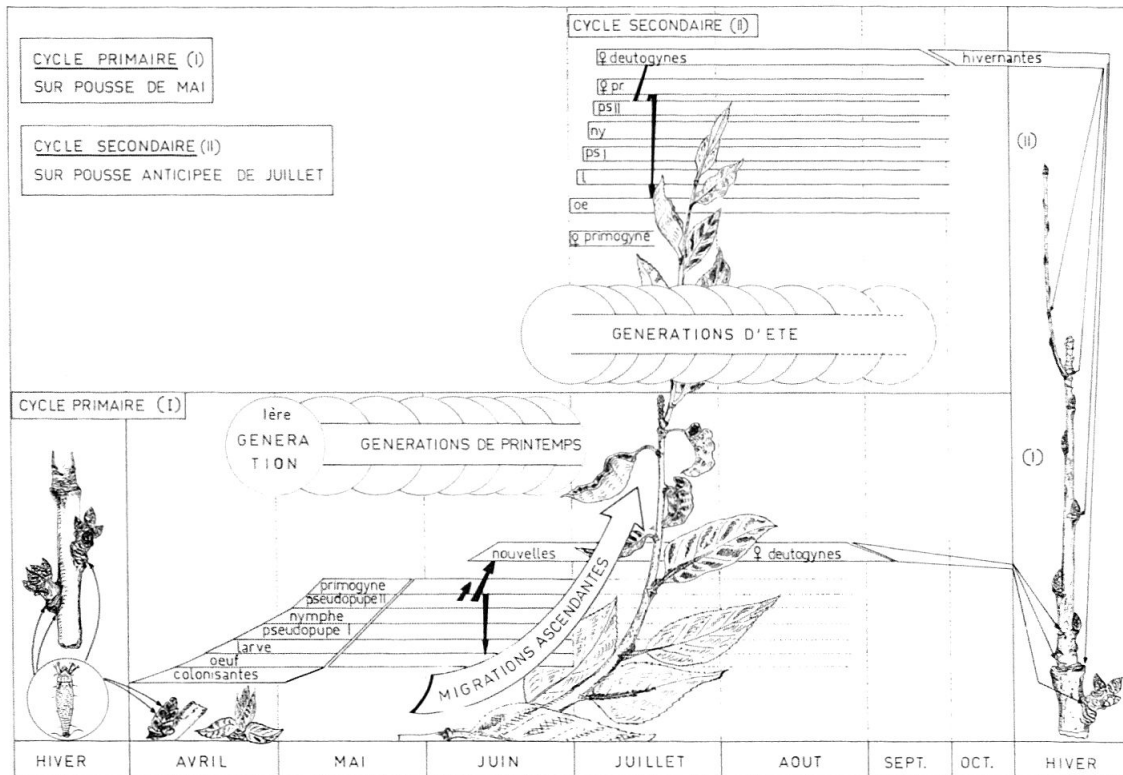 CYCLE PRIMAIRE (I)
SUR POUSSE DE MAI
CYCLE SECONDAIRE (II)
SUR POUSSE ANTICIPEE DE JUILLET
CYCLE SECONDAIRE (II)
♀ deutogynes
hivernantes
♀ pr
ps II
ny
ps I
l
oe
♀ primogyne
GENERATIONS D'ETE
(II)
CYCLE PRIMAIRE (I)
1ère
GENERA
TION
GENERATIONS DE PRINTEMPS
(I)
nouvelles
♀ deutogynes
primogyne
pseudopupe II
nymphe
pseudopupe I
larve
oeuf
colonisantes
MIGRATIONS ASCENDANTES
HIVER
AVRIL
MAI
JUIN
JUILLET
AOUT
SEPT.
OCT.
HIVER